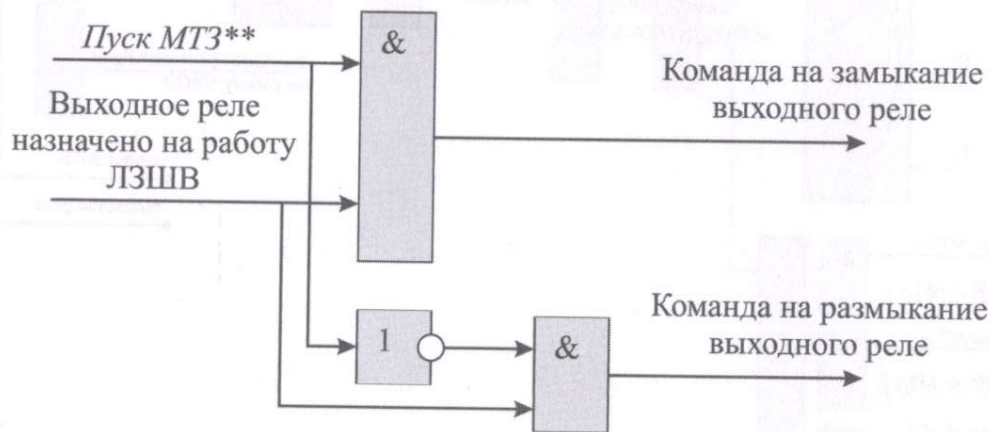 Пуск МТЗ**
&
Команда на замыкание
выходного реле
Выходное реле
назначено на работу
ЛЗШВ
Команда на размыкание
выходного реле
1
&